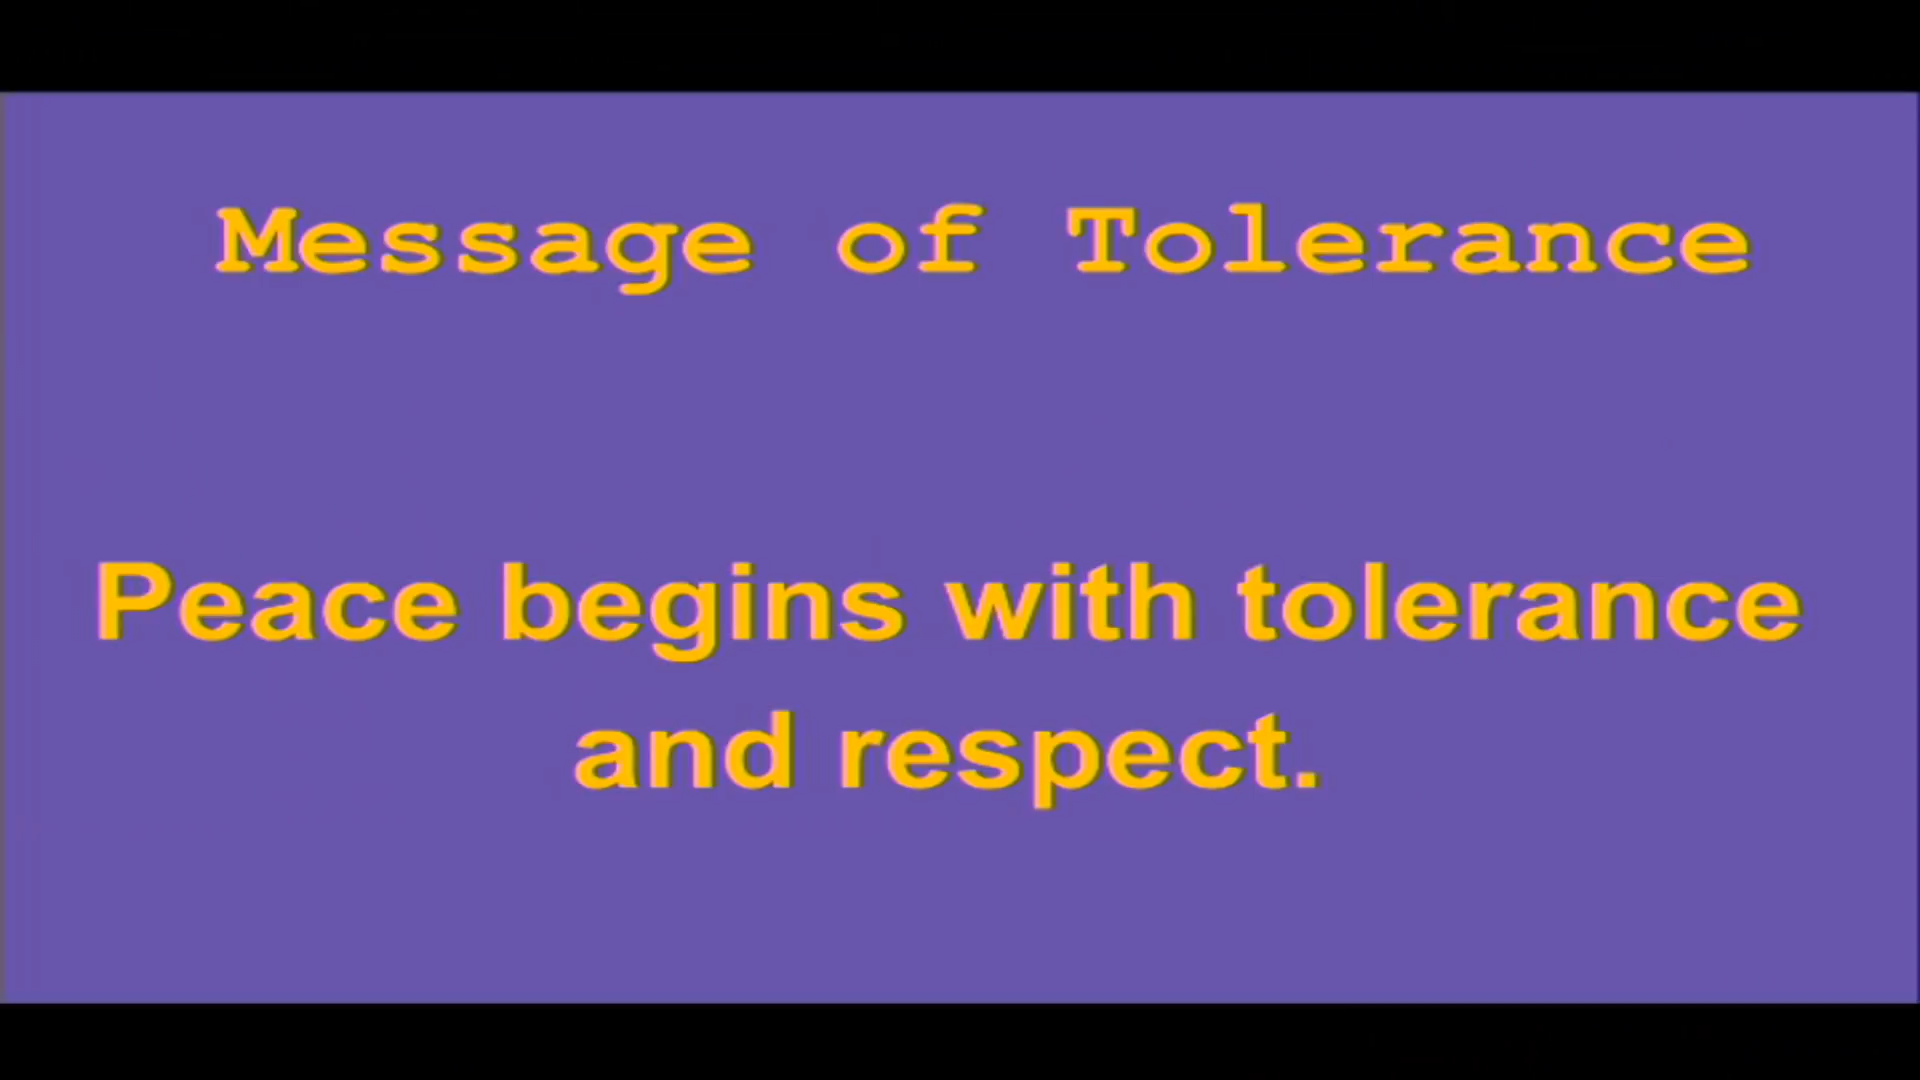 Message of Tolerance
Peace begins with tolerance
and respect.